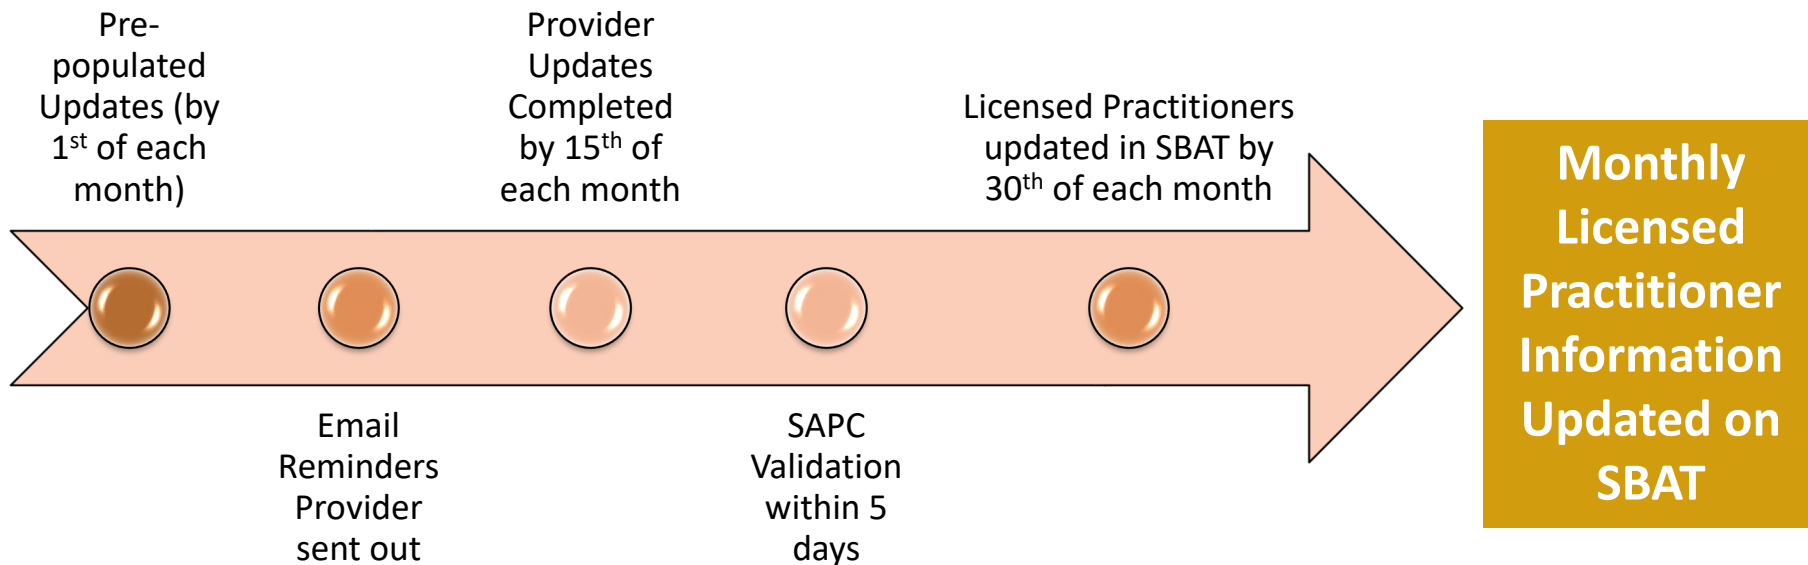 Pre-
populated
Updates (by
1st of each
month)
Email
Reminders
Provider
sent out
Provider
Updates
Completed
by 15th of
each month
SAPC
Validation
within 5
days
Licensed Practitioners
updated in SBAT by
30th of each month
Monthly
Licensed
Practitioner
Information
Updated on
SBAT